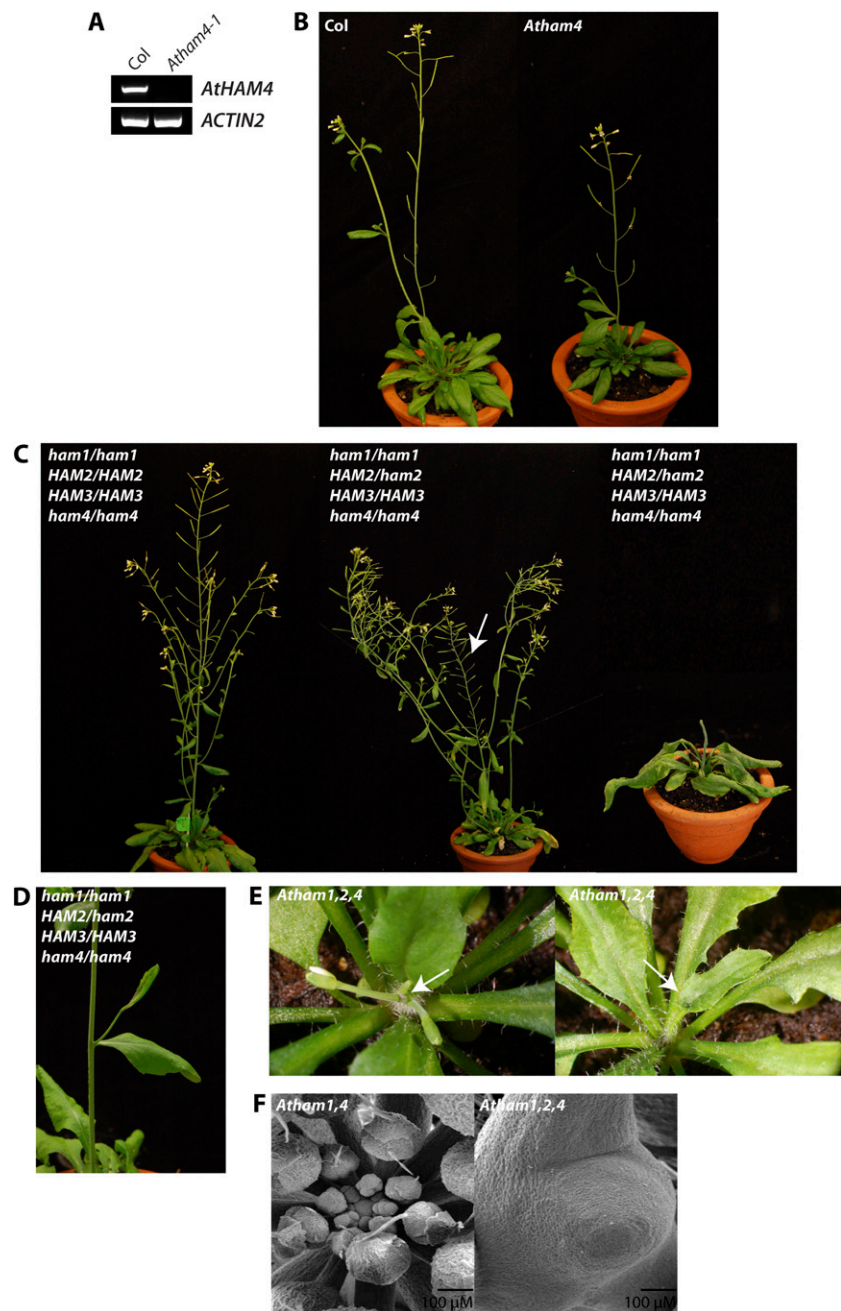 A
Col
Atham4-1
AtHAM4
ACTIN2
B
Col
Atham4
C
ham1/ham1
HAM2/HAM2
HAM3/HAM3
ham4/ham4
ham1/ham1
HAM2/ham2
HAM3/HAM3
ham4/ham4
ham1/ham1
HAM2/ham2
HAM3/HAM3
ham4/ham4
D
ham1/ham1
HAM2/ham2
HAM3/HAM3
ham4/ham4
E
Atham1,2,4
Atham1,2,4
F
Atham1,4
Atham1,2,4
100 µM
100 µM